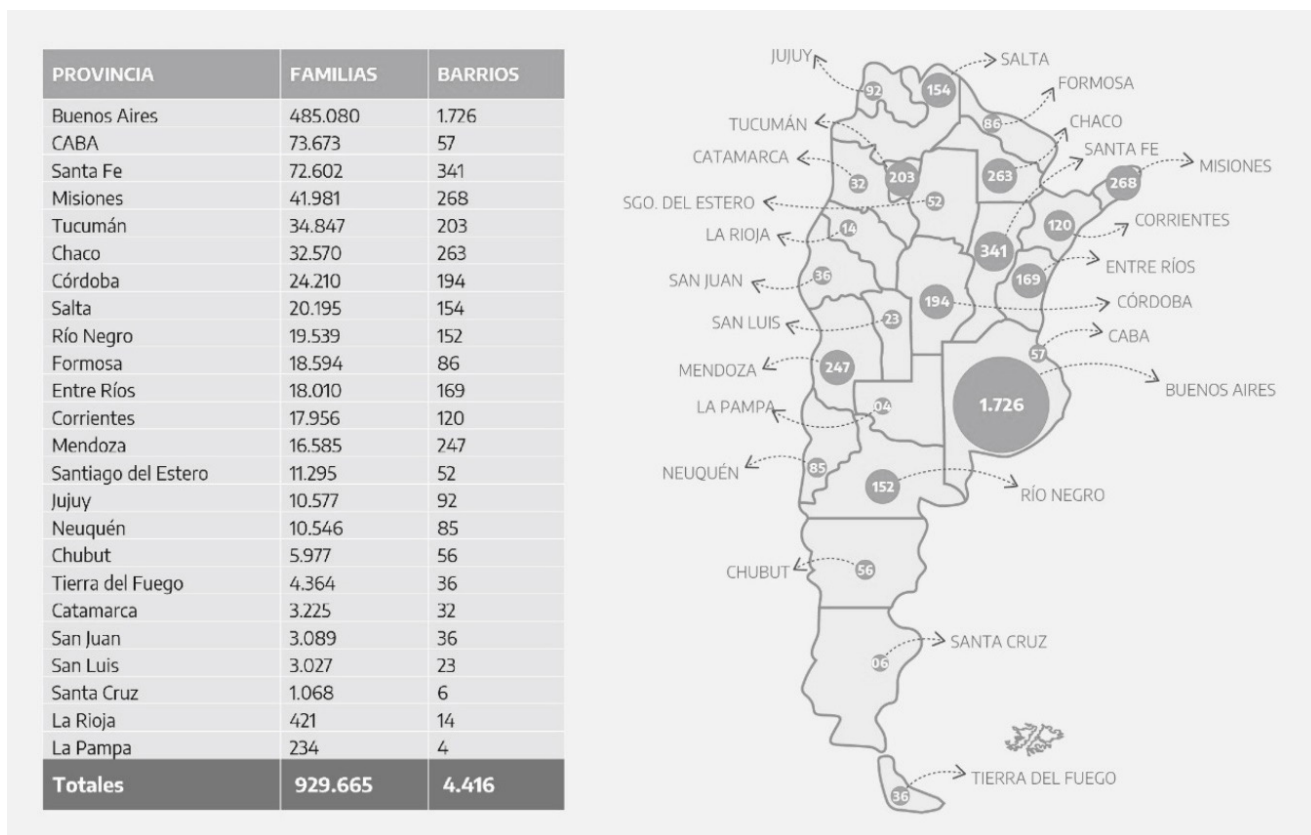 PROVINCIA FAMILIAS BARRIOS
Buenos Aires 485.080 1.726
CABA 73.673 57
Santa Fe 72.602 341
Misiones 41.981 268
Tucumán 34.847 203
Chaco 32.570 263
Córdoba 24.210 194
Salta 20.195 154
Río Negro 19.539 152
Formosa 18.594 86
Entre Ríos 18.010 169
Corrientes 17.956 120
Mendoza 16.585 247
Santiago del Estero 11.295 52
Jujuy 10.577 92
Neuquén 10.546 85
Chubut 5.977 56
Tierra del Fuego 4.364 36
Catamarca 3.225 32
San Juan 3.089 36
San Luis 3.027 23
Santa Cruz 1.068 6
La Rioja 421 14
La Pampa 234 4
Totales 929.665 4.416
JUJUY
92
SALTA
154
FORMOSA
86
TUCUMÁN
203
CHACO
263
CATAMARCA
32
SANTA FE
341
MISIONES
268
SGO. DEL ESTERO
52
CORRIENTES
120
LA RIOJA
14
ENTRE RÍOS
169
SAN JUAN
36
CÓRDOBA
194
SAN LUIS
23
CABA
57
MENDOZA
247
BUENOS AIRES
1.726
LA PAMPA
04
NEUQUÉN
85
RÍO NEGRO
152
CHUBUT
56
SANTA CRUZ
06
TIERRA DEL FUEGO
36